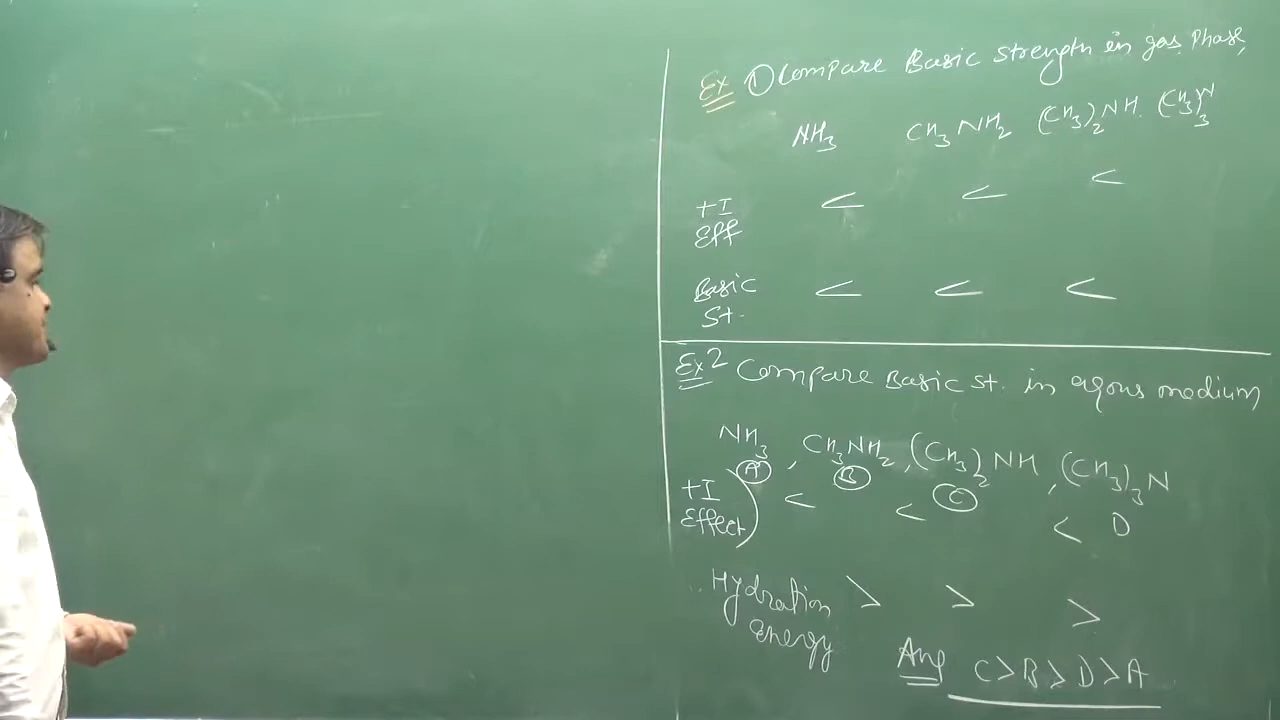 Ex ① Compare Basic strength in gas Phase,
NH₃ CH₃NH₂ (CH₃)₂NH. (CH₃)₃N
+I Eff < < <
Basic St. < < <
Ex 2 Compare Basic St. in aqous medium
NH₃, CH₃NH₂, (CH₃)₂NH, (CH₃)₃N
Ⓐ Ⓑ Ⓒ D
+I Effect) < < <
Hydration energy > > >
Ans C>B>D>A